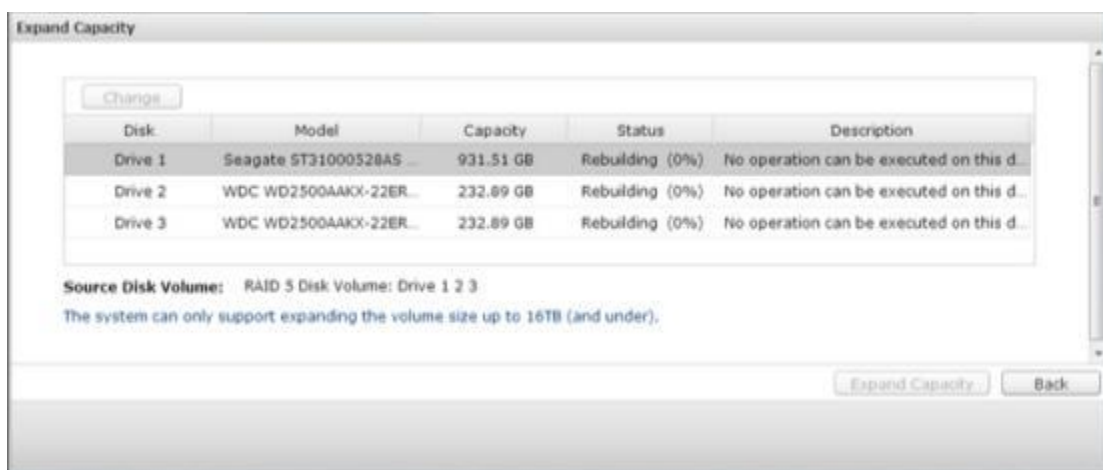 Expand Capacity
Change
Disk Model Capacity Status Description
Drive 1 Seagate ST31000528AS ... 931.51 GB Rebuilding (0%) No operation can be executed on this d...
Drive 2 WDC WD2500AAKX-22ER... 232.89 GB Rebuilding (0%) No operation can be executed on this d...
Drive 3 WDC WD2500AAKX-22ER... 232.89 GB Rebuilding (0%) No operation can be executed on this d...
Source Disk Volume: RAID 5 Disk Volume: Drive 1 2 3
The system can only support expanding the volume size up to 16TB (and under).
Expand Capacity Back